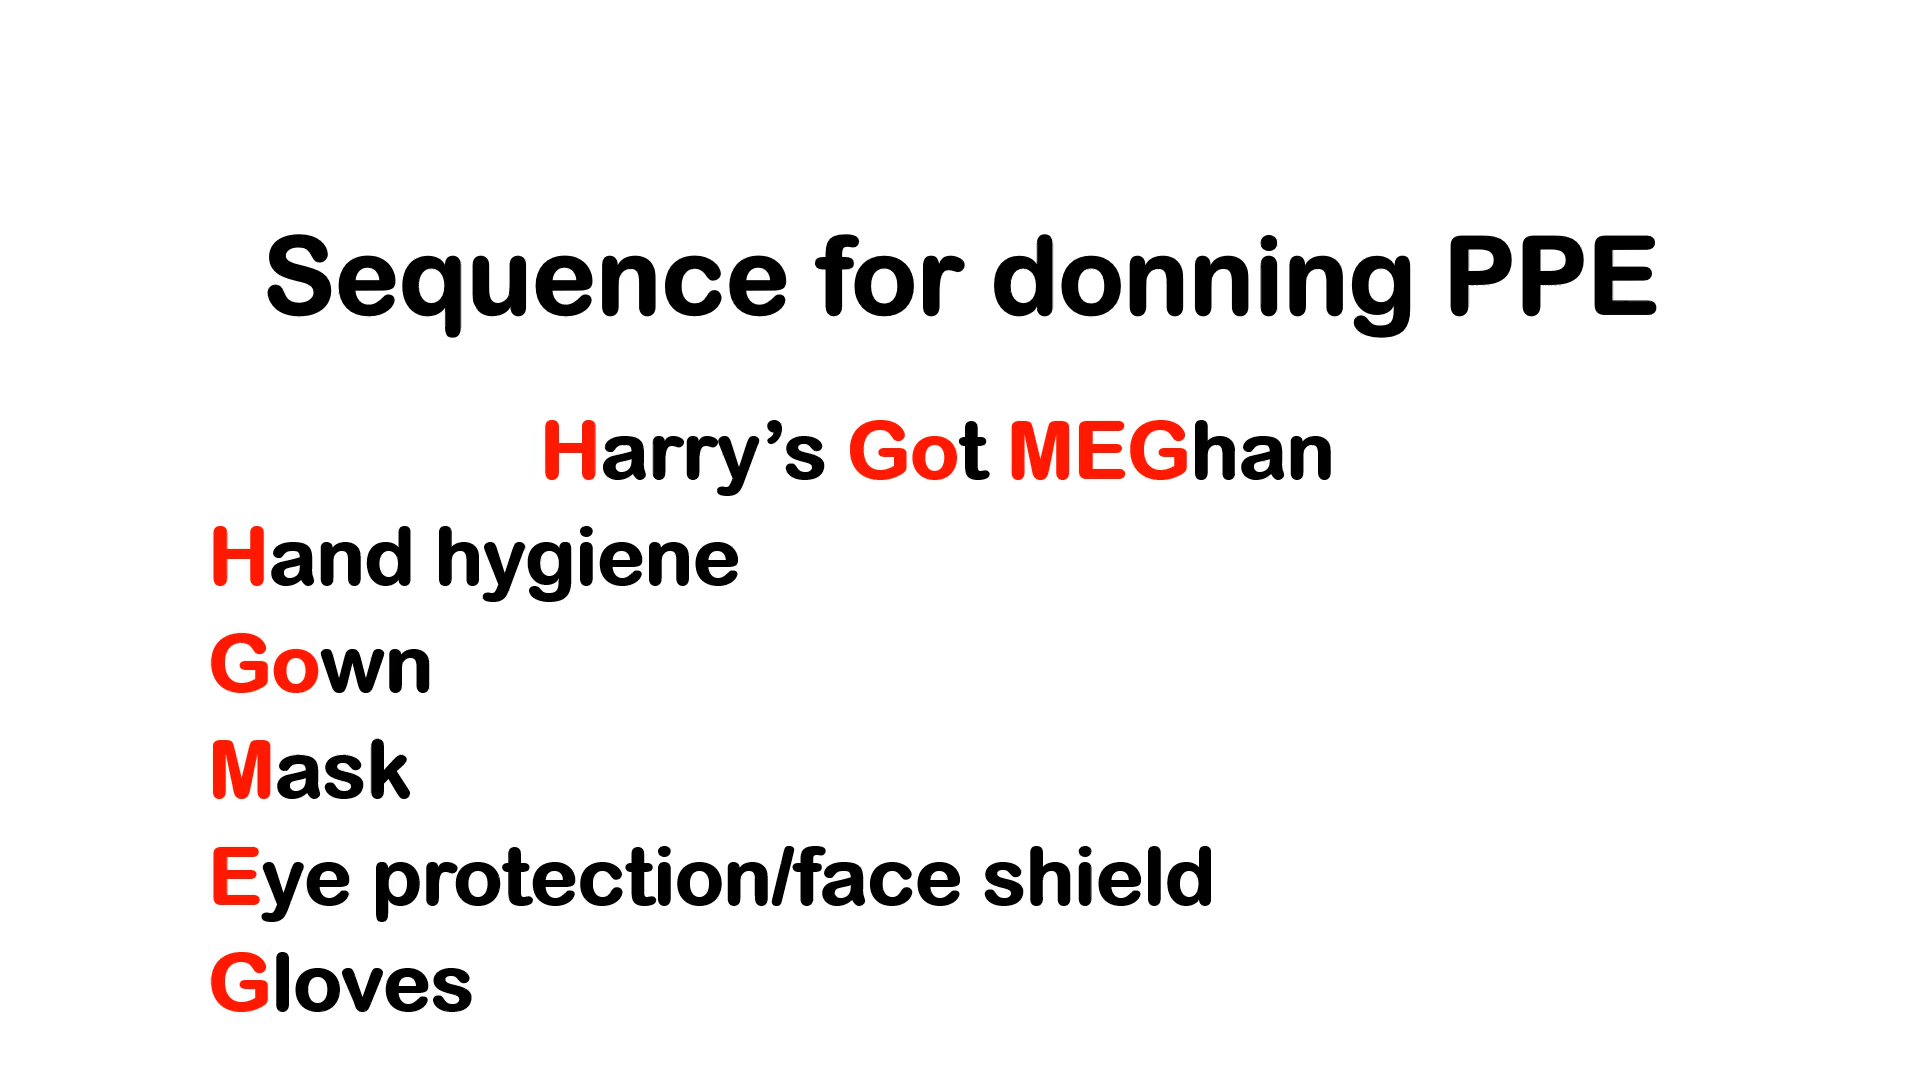 Sequence for donning PPE
Harry’s Got MEGhan
Hand hygiene
Gown
Mask
Eye protection/face shield
Gloves